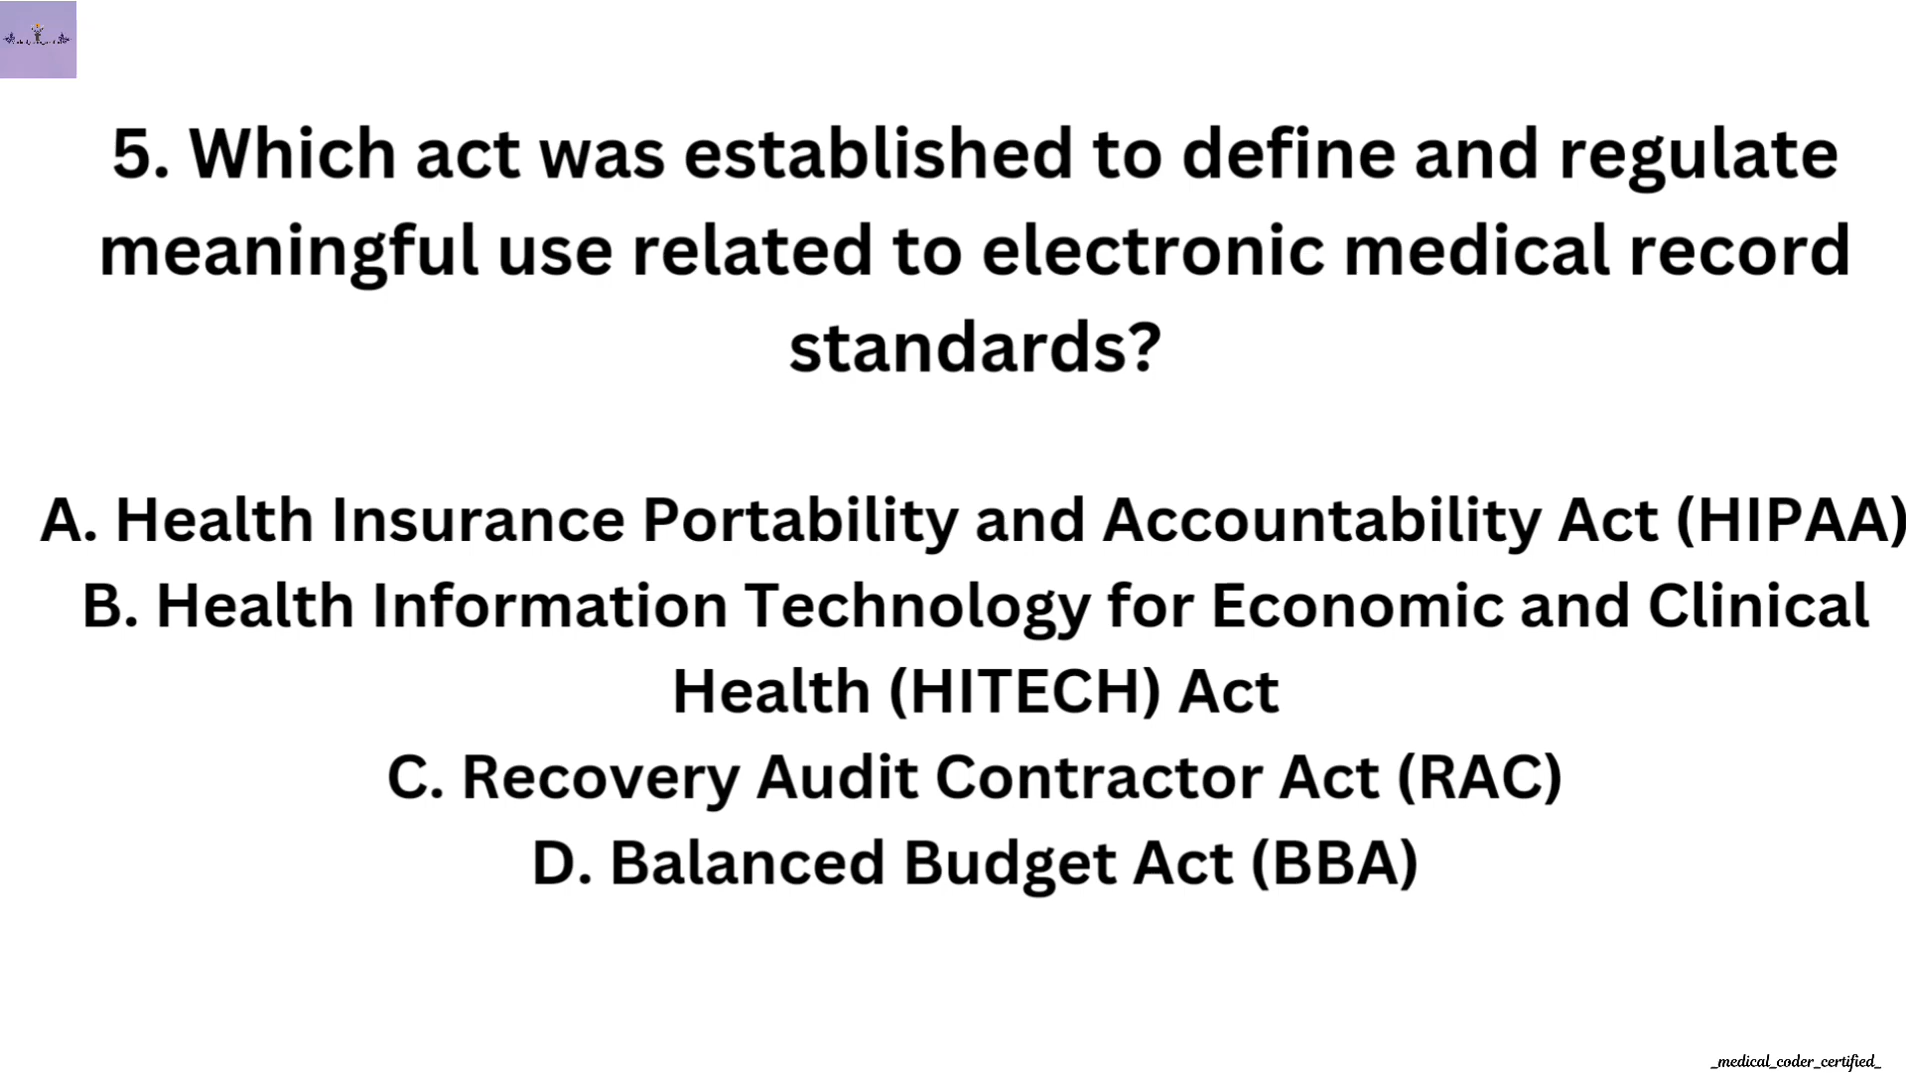 5. Which act was established to define and regulate
meaningful use related to electronic medical record
standards?
A. Health Insurance Portability and Accountability Act (HIPAA)
B. Health Information Technology for Economic and Clinical
Health (HITECH) Act
C. Recovery Audit Contractor Act (RAC)
D. Balanced Budget Act (BBA)
_medical_coder_certified_